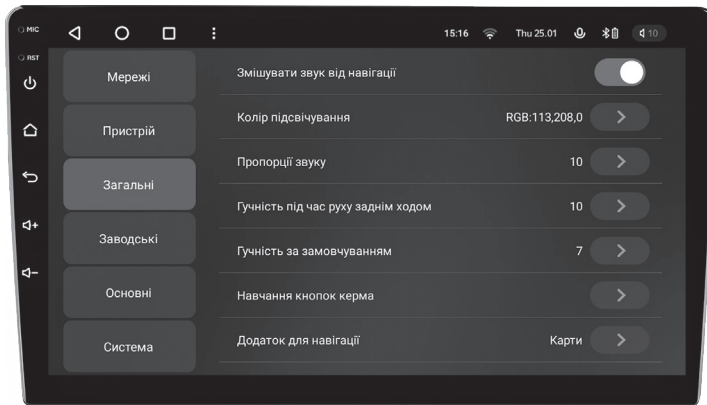 MIC
RST
15:16
Thu 25.01
10
Мережі
Пристрій
Загальні
Заводські
Основні
Система
Змішувати звук від навігації
Колір підсвічування RGB:113,208,0
Пропорції звуку 10
Гучність під час руху заднім ходом 10
Гучність за замовчуванням 7
Навчання кнопок керма
Додаток для навігації Карти